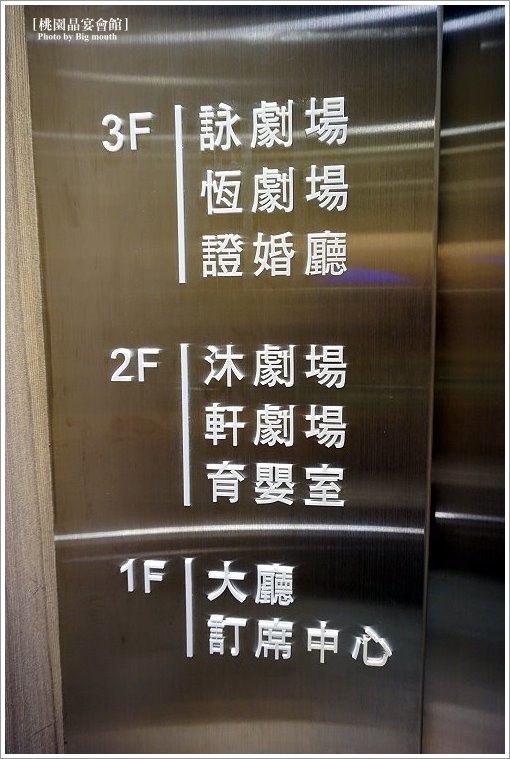 [桃園晶宴會館]
Photo by Big mouth
3F
詠劇場
恆劇場
證婚廳
2F
沐劇場
軒劇場
育嬰室
1F
大廳
訂席中心